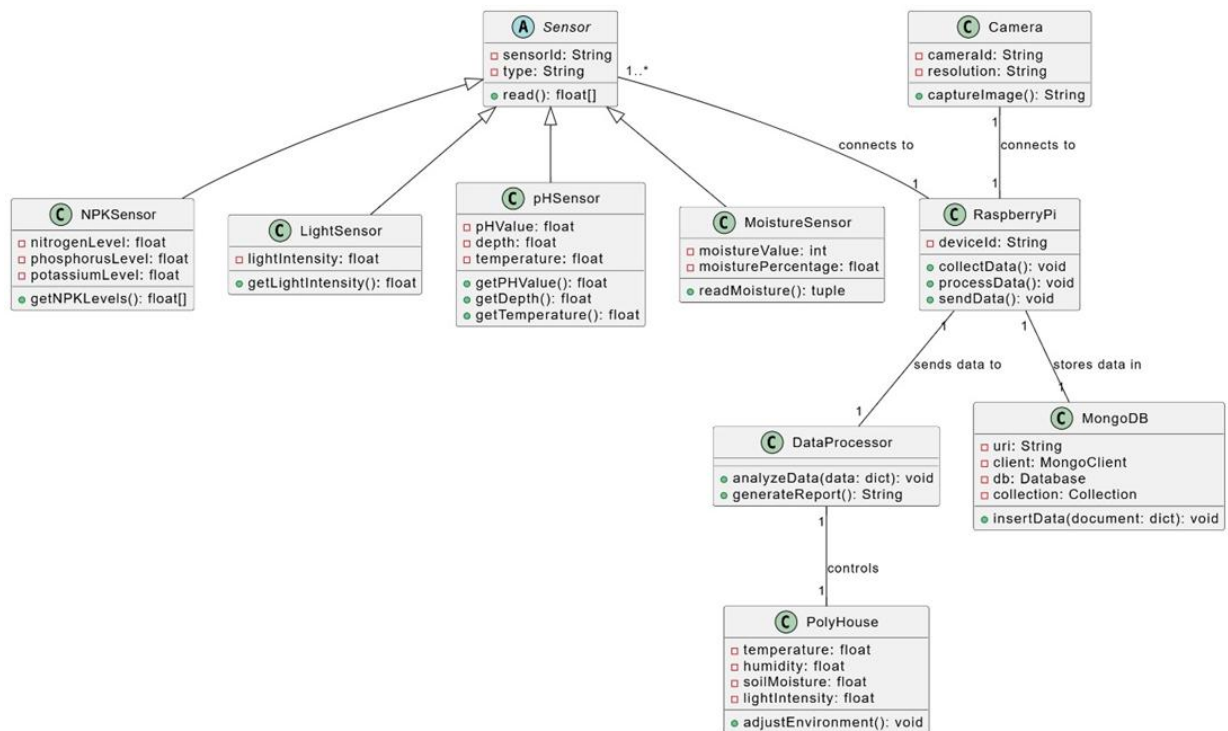 A Sensor
sensorId: String
type: String
read(): float[]
C Camera
cameraId: String
resolution: String
captureImage(): String
1..*
connects to
1
1
connects to
1
C NPKSensor
nitrogenLevel: float
phosphorusLevel: float
potassiumLevel: float
getNPKLevels(): float[]
C LightSensor
lightIntensity: float
getLightIntensity(): float
C pHSensor
pHValue: float
depth: float
temperature: float
getPHValue(): float
getDepth(): float
getTemperature(): float
C MoistureSensor
moistureValue: int
moisturePercentage: float
readMoisture(): tuple
C RaspberryPi
deviceId: String
collectData(): void
processData(): void
sendData(): void
1
sends data to
1
1
stores data in
1
C DataProcessor
analyzeData(data: dict): void
generateReport(): String
C MongoDB
uri: String
client: MongoClient
db: Database
collection: Collection
insertData(document: dict): void
1
controls
1
C PolyHouse
temperature: float
humidity: float
soilMoisture: float
lightIntensity: float
adjustEnvironment(): void